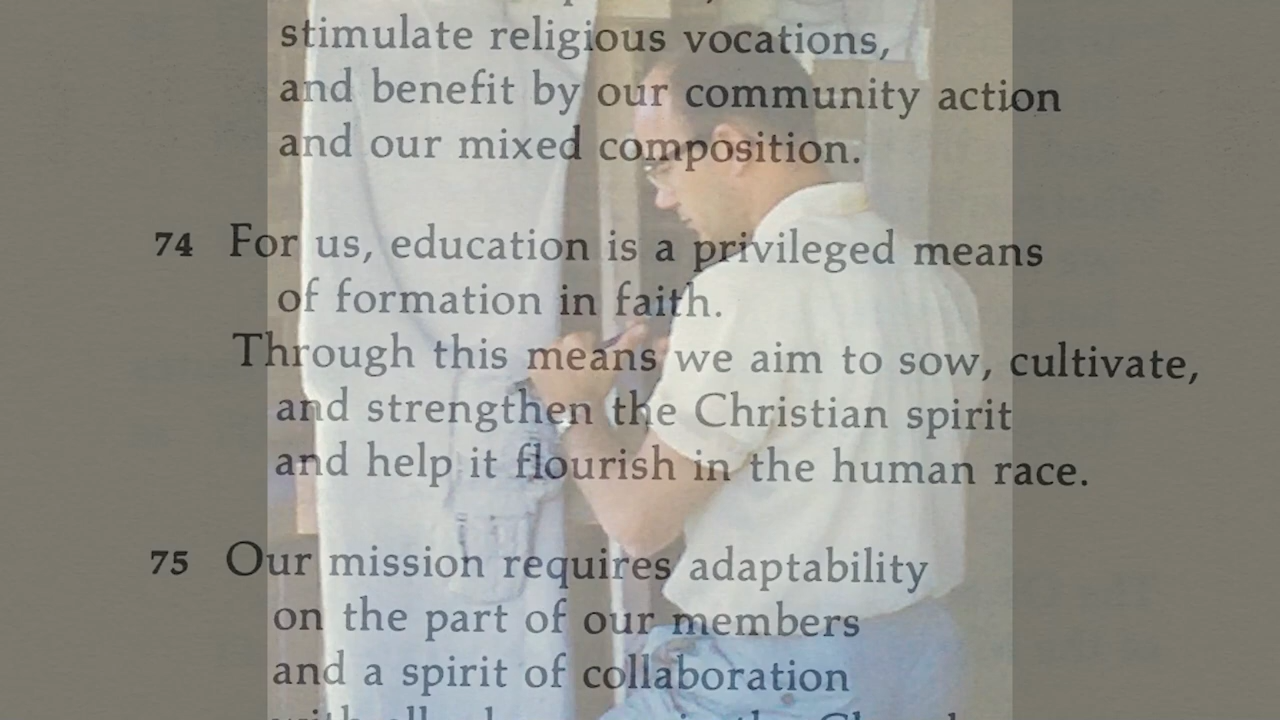 stimulate religious vocations,
and benefit by our community action
and our mixed composition.
74 For us, education is a privileged means
of formation in faith.
Through this means we aim to sow, cultivate,
and strengthen the Christian spirit
and help it flourish in the human race.
75 Our mission requires adaptability
on the part of our members
and a spirit of collaboration